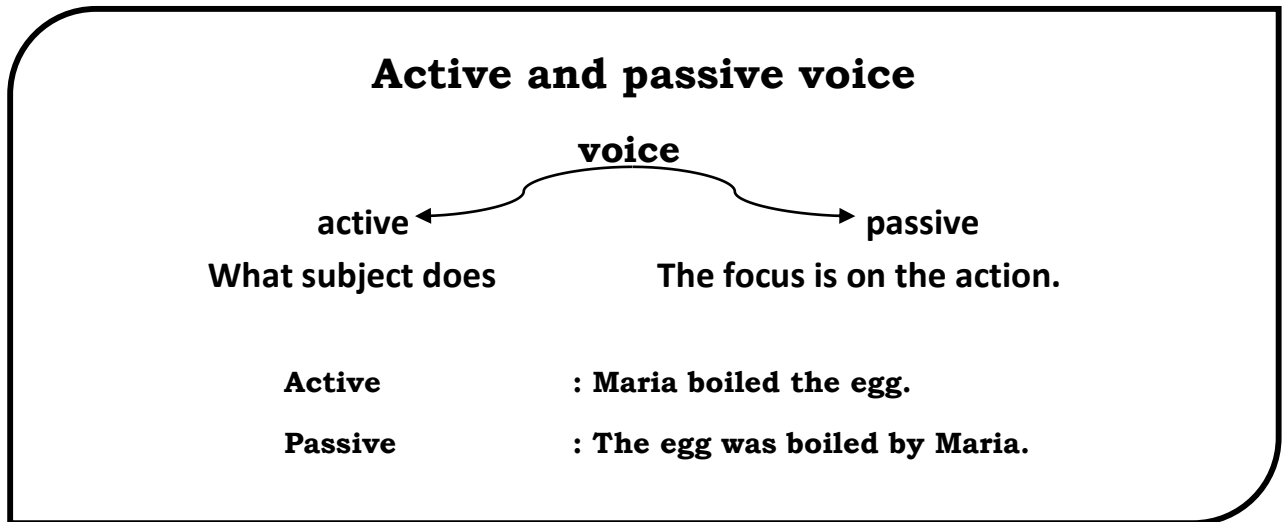 Active and passive voice
voice
active passive
What subject does The focus is on the action.
Active : Maria boiled the egg.
Passive : The egg was boiled by Maria.